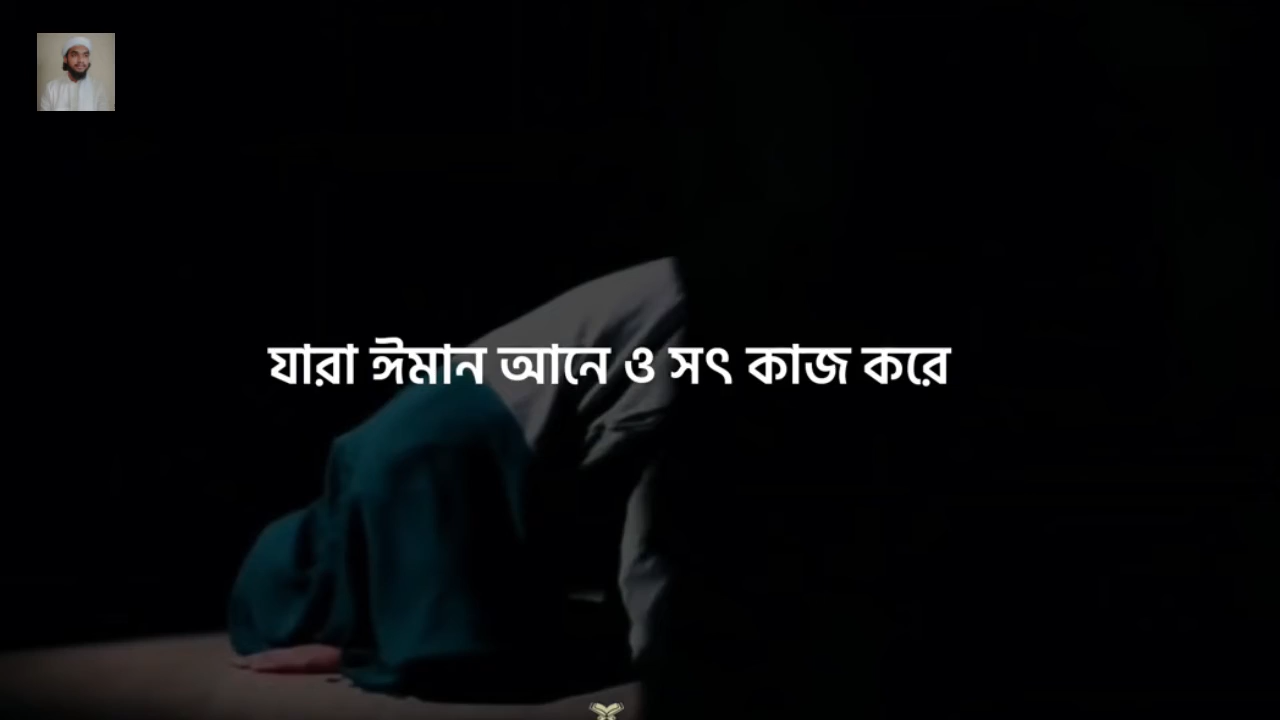 যারা ঈমান আনে ও সৎ কাজ করে